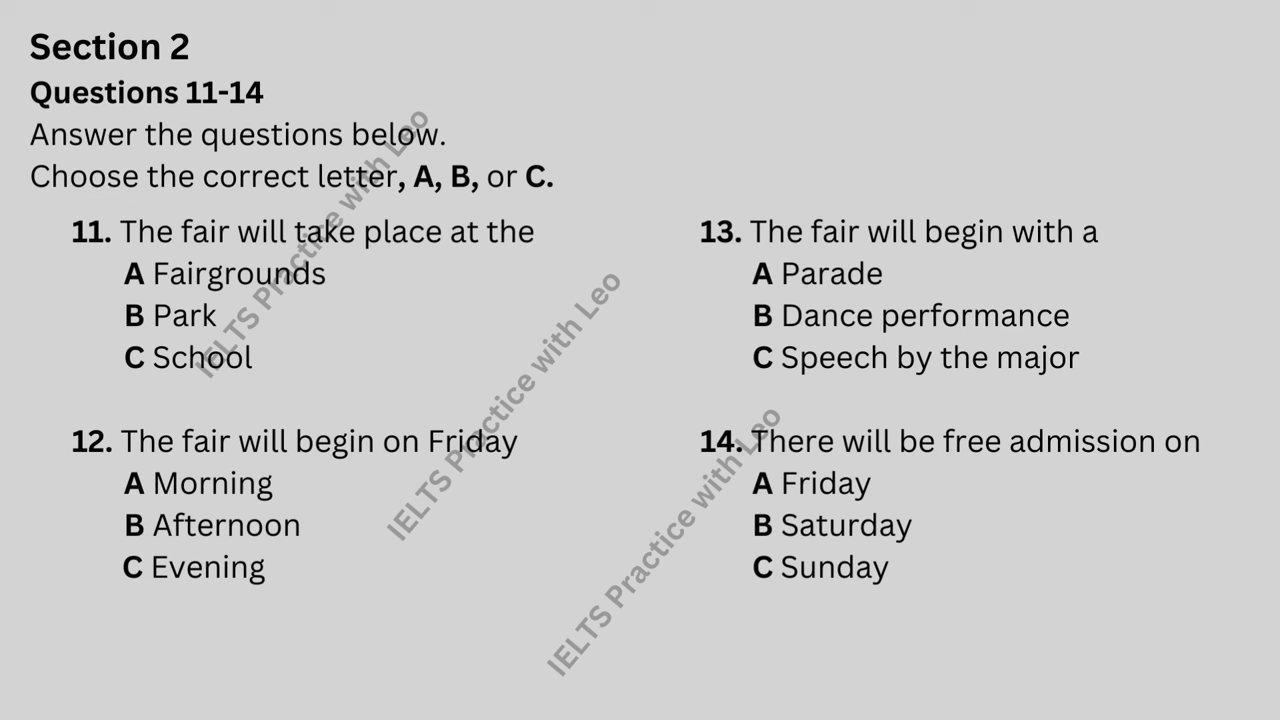 Section 2
Questions 11-14
Answer the questions below.
Choose the correct letter, A, B, or C.
11. The fair will take place at the
A Fairgrounds
B Park
C School
12. The fair will begin on Friday
A Morning
B Afternoon
C Evening
13. The fair will begin with a
A Parade
B Dance performance
C Speech by the major
14. There will be free admission on
A Friday
B Saturday
C Sunday
IELTS Practice with Leo
IELTS Practice with Leo
IELTS Practice with Leo